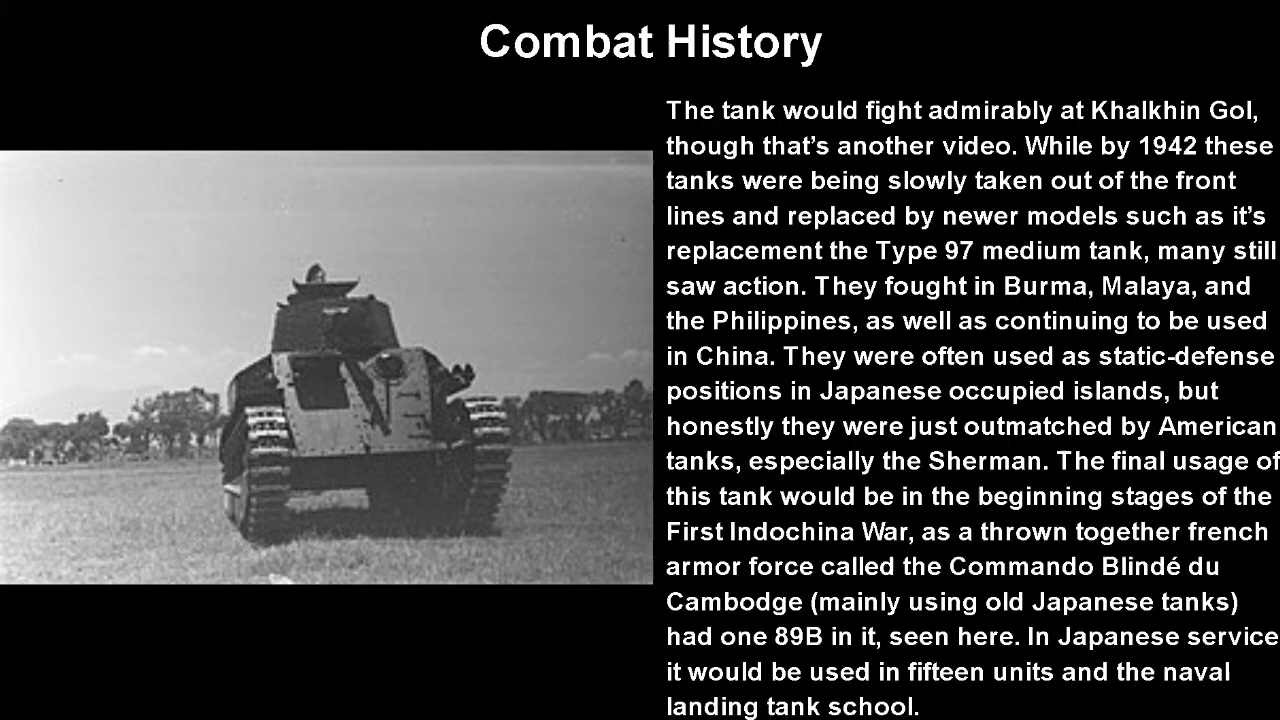 Combat History
The tank would fight admirably at Khalkhin Gol,
though that’s another video. While by 1942 these
tanks were being slowly taken out of the front
lines and replaced by newer models such as it’s
replacement the Type 97 medium tank, many still
saw action. They fought in Burma, Malaya, and
the Philippines, as well as continuing to be used
in China. They were often used as static-defense
positions in Japanese occupied islands, but
honestly they were just outmatched by American
tanks, especially the Sherman. The final usage of
this tank would be in the beginning stages of the
First Indochina War, as a thrown together french
armor force called the Commando Blindé du
Cambodge (mainly using old Japanese tanks)
had one 89B in it, seen here. In Japanese service
it would be used in fifteen units and the naval
landing tank school.